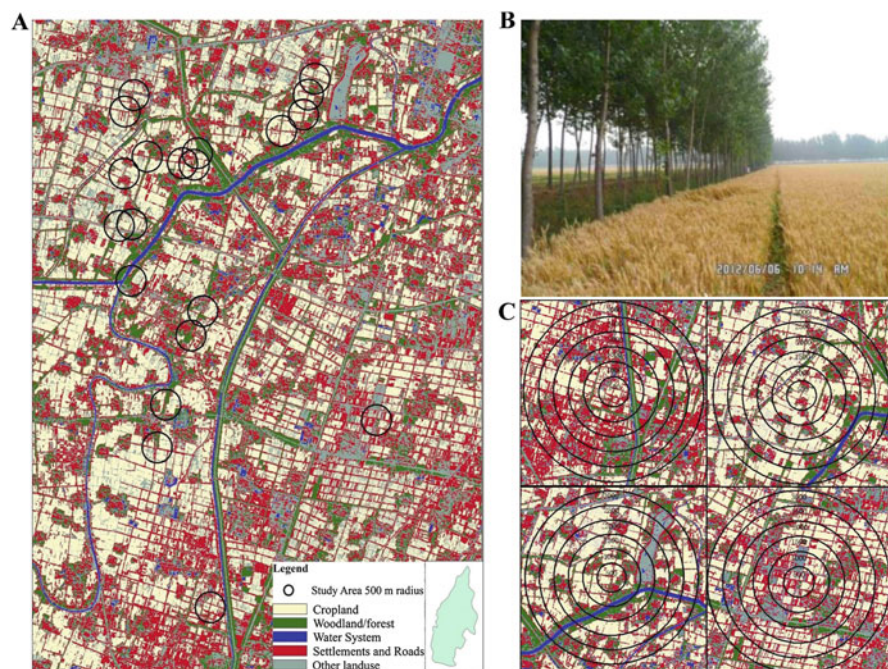 A
B
2012/06/06 10:14 AM
C
Legend
Study Area 500 m radius
Cropland
Woodland/forest
Water System
Settlements and Roads
Other landuse